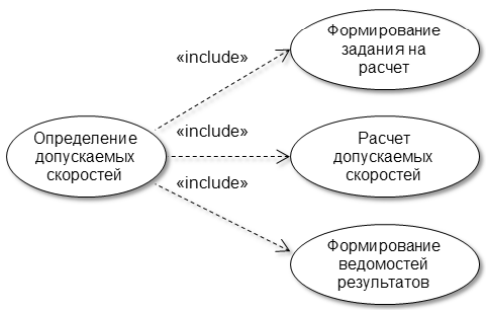 Формирование
задания на
расчет
«include»
Определение
допускаемых
скоростей
«include»
Расчет
допускаемых
скоростей
«include»
Формирование
ведомостей
результатов